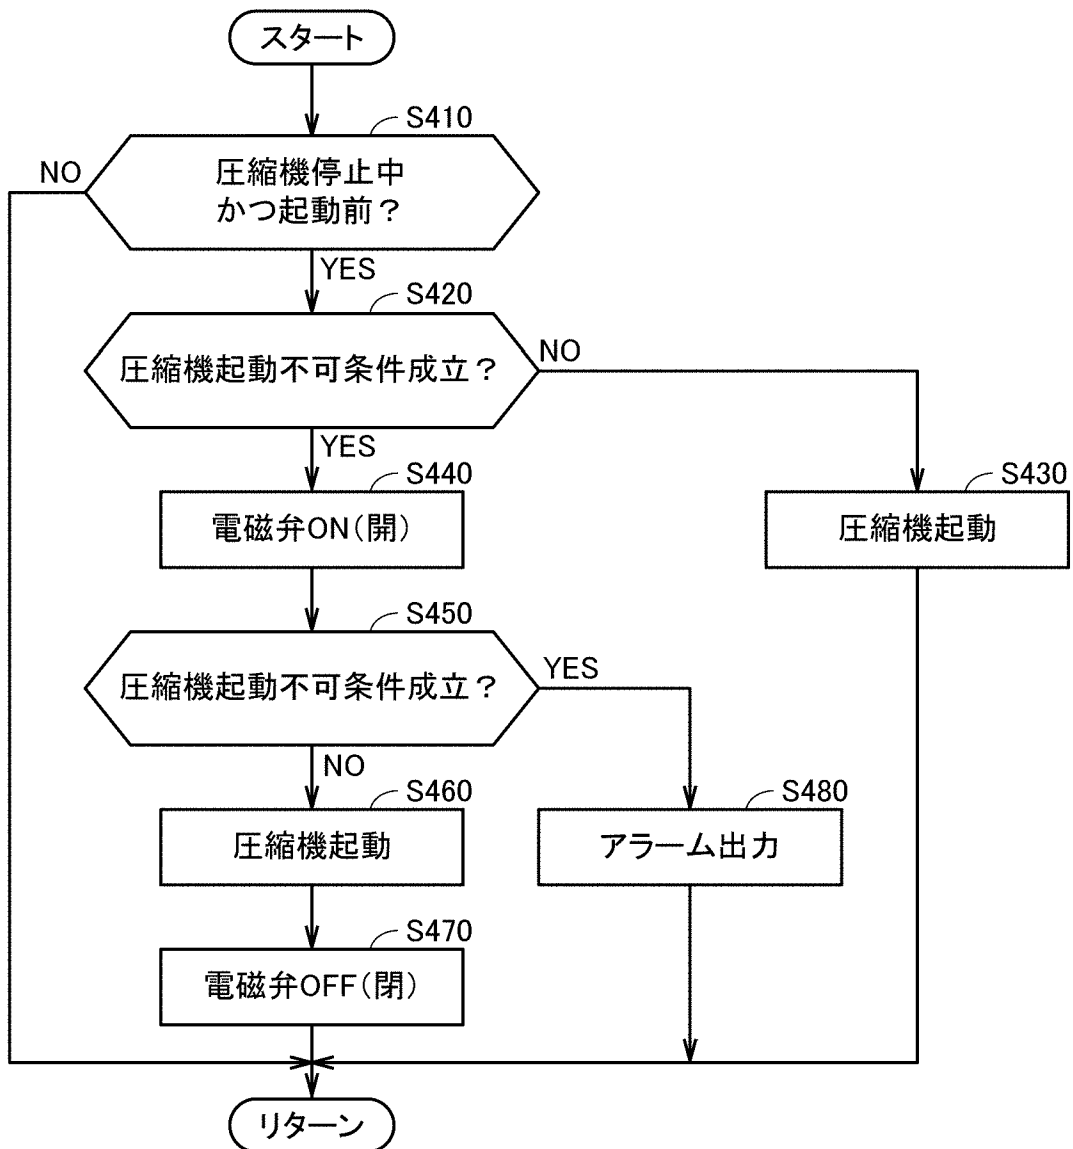 スタート
S410
NO
圧縮機停止中
かつ起動前？
YES
S420
圧縮機起動不可条件成立？
NO
YES
S440
S430
電磁弁ON（開）
圧縮機起動
S450
圧縮機起動不可条件成立？
YES
NO
S460
S480
圧縮機起動
アラーム出力
S470
電磁弁OFF（閉）
リターン